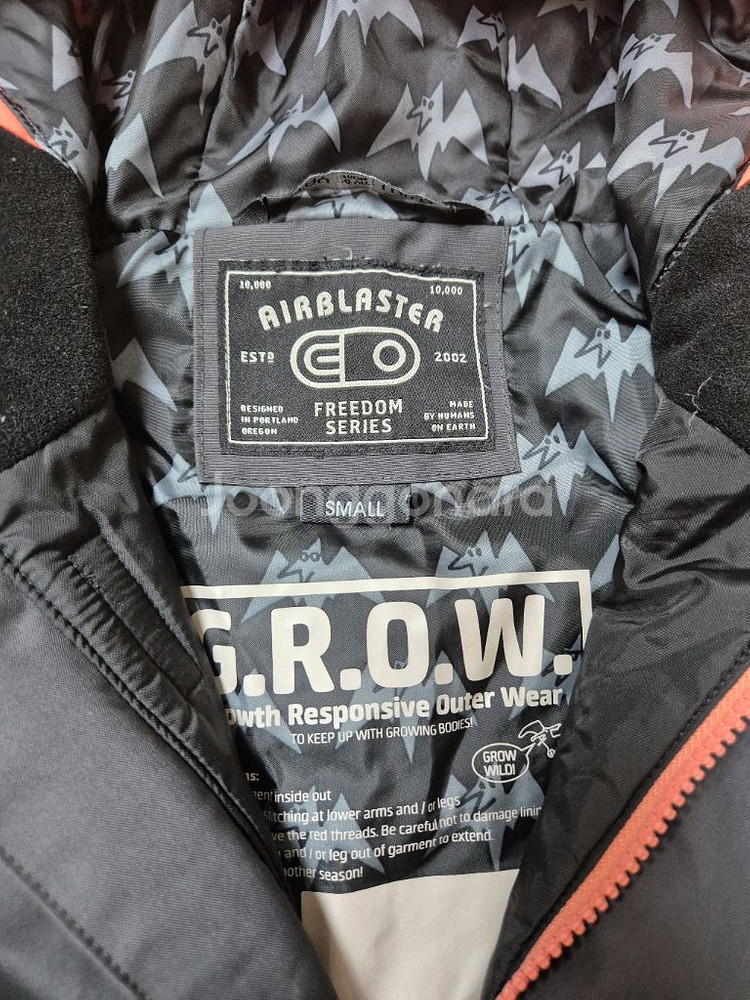 10,000 10,000
AIRBLASTER
ESTD 2002
DESIGNED
IN PORTLAND
OREGON
FREEDOM
SERIES
MADE
BY HUMANS
ON EARTH
Joonggonara
SMALL
G.R.O.W.
owth Responsive Outer Wear
TO KEEP UP WITH GROWING BODIES!
GROW
WILD!
ns:
ent inside out
stitching at lower arms and / or legs
ve the red threads. Be careful not to damage linin
and / or leg out of garment to extend.
nother season!